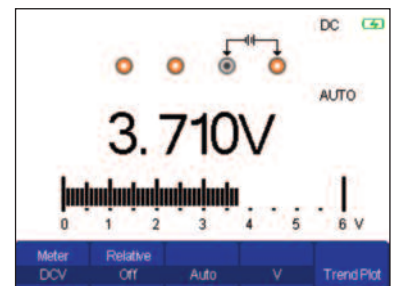 DC
AUTO
3.710V
0 1 2 3 4 5 6 V
Meter Relative
DCV Off Auto V Trend Plot